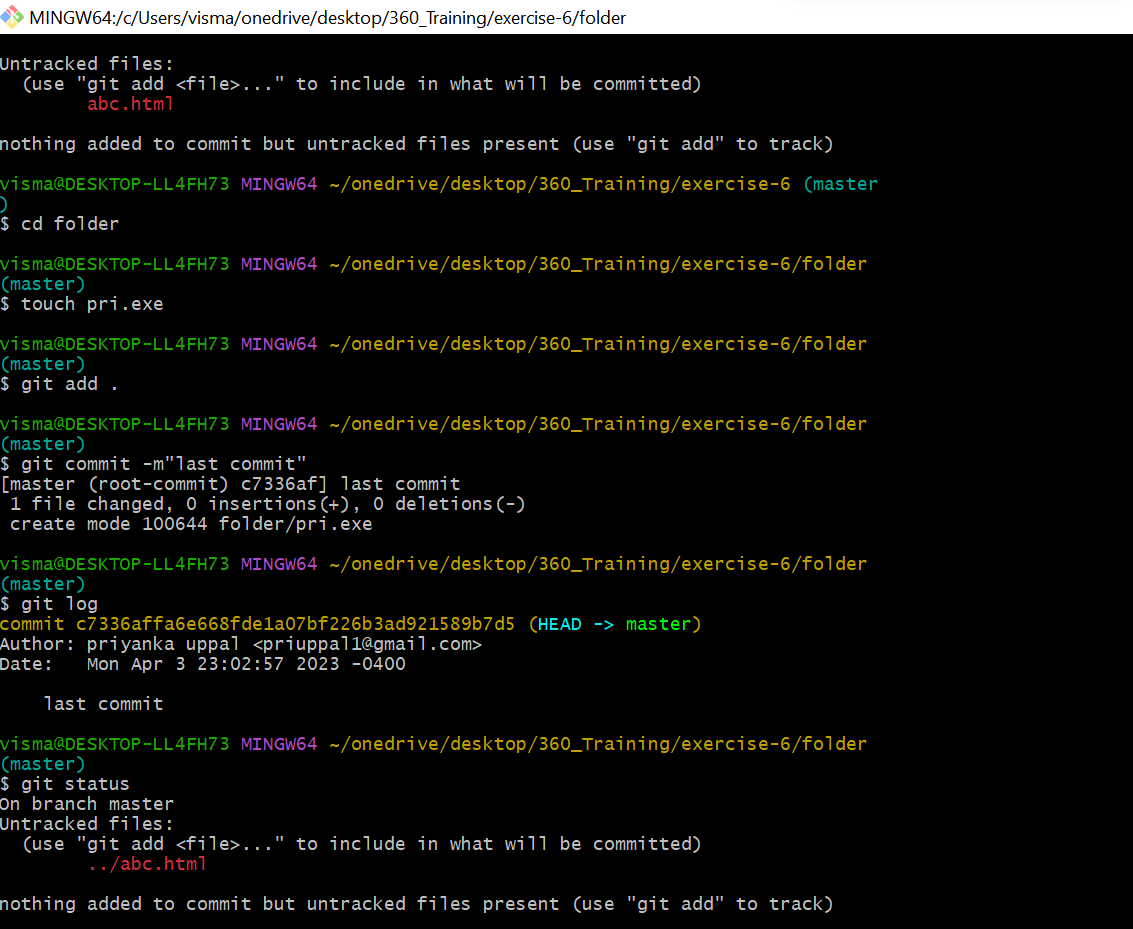 MINGW64:/c/Users/visma/onedrive/desktop/360_Training/exercise-6/folder
Untracked files:
  (use "git add <file>..." to include in what will be committed)
        abc.html
nothing added to commit but untracked files present (use "git add" to track)
visma@DESKTOP-LL4FH73 MINGW64 ~/onedrive/desktop/360_Training/exercise-6 (master
)
$ cd folder
visma@DESKTOP-LL4FH73 MINGW64 ~/onedrive/desktop/360_Training/exercise-6/folder
(master)
$ touch pri.exe
visma@DESKTOP-LL4FH73 MINGW64 ~/onedrive/desktop/360_Training/exercise-6/folder
(master)
$ git add .
visma@DESKTOP-LL4FH73 MINGW64 ~/onedrive/desktop/360_Training/exercise-6/folder
(master)
$ git commit -m"last commit"
[master (root-commit) c7336af] last commit
 1 file changed, 0 insertions(+), 0 deletions(-)
 create mode 100644 folder/pri.exe
visma@DESKTOP-LL4FH73 MINGW64 ~/onedrive/desktop/360_Training/exercise-6/folder
(master)
$ git log
commit c7336affa6e668fde1a07bf226b3ad921589b7d5 (HEAD -> master)
Author: priyanka uppal <priuppal1@gmail.com>
Date:   Mon Apr 3 23:02:57 2023 -0400
    last commit
visma@DESKTOP-LL4FH73 MINGW64 ~/onedrive/desktop/360_Training/exercise-6/folder
(master)
$ git status
On branch master
Untracked files:
  (use "git add <file>..." to include in what will be committed)
        ../abc.html
nothing added to commit but untracked files present (use "git add" to track)